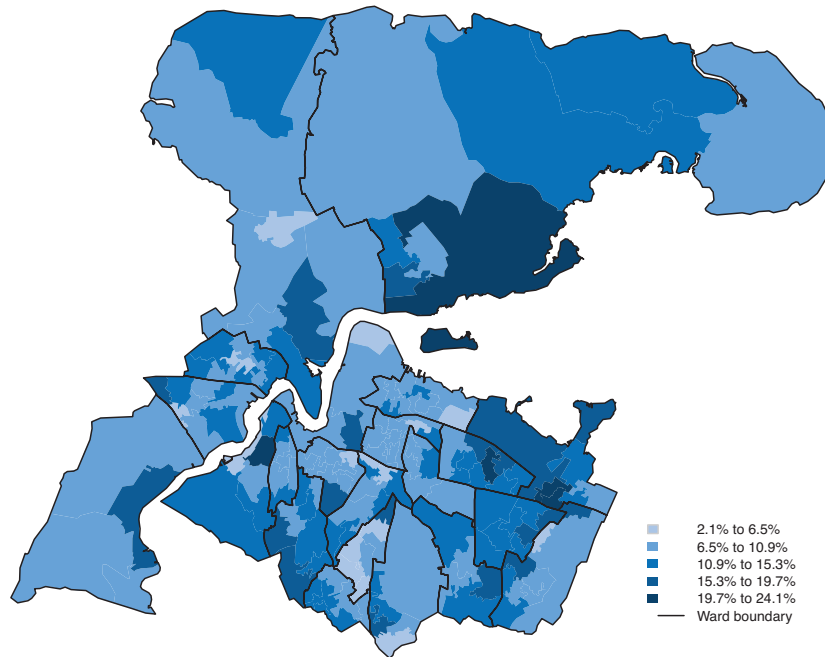 2.1% to 6.5%
6.5% to 10.9%
10.9% to 15.3%
15.3% to 19.7%
19.7% to 24.1%
Ward boundary